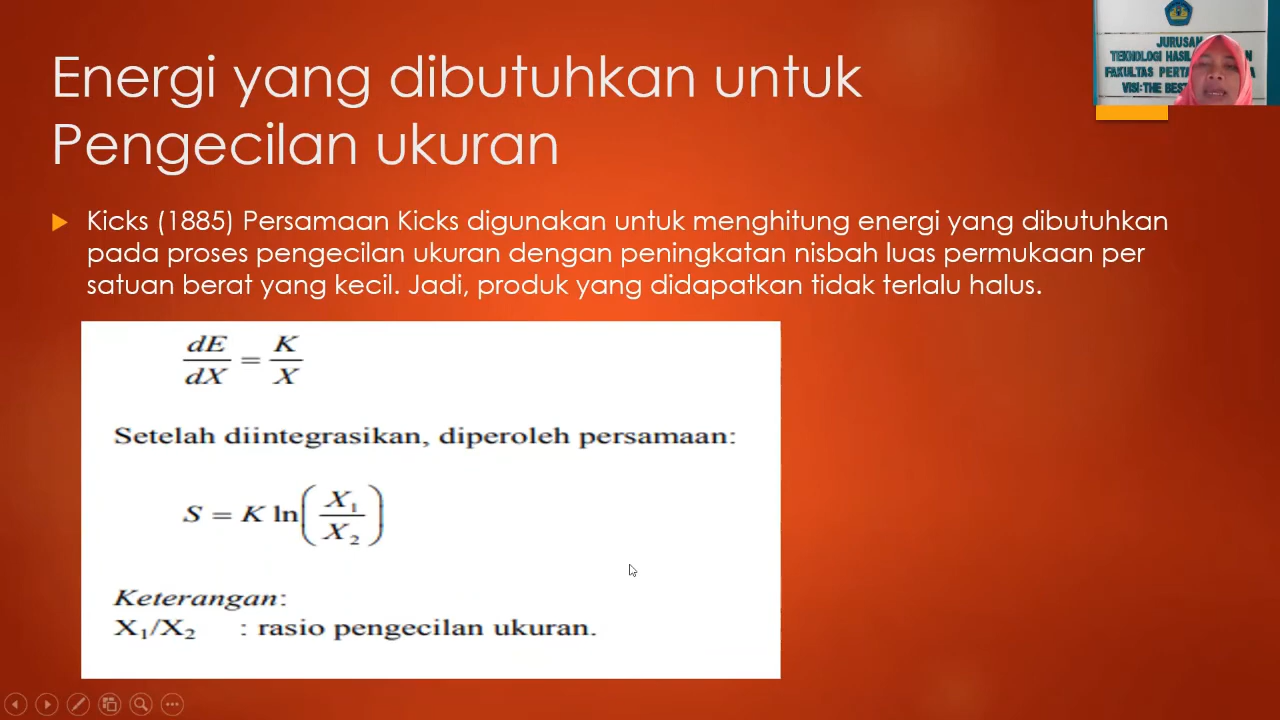 Energi yang dibutuhkan untuk
Pengecilan ukuran
JURUSAN
TEKNOLOGI HASIL
FAKULTAS
VISI:THE BEST
Kicks (1885) Persamaan Kicks digunakan untuk menghitung energi yang dibutuhkan
pada proses pengecilan ukuran dengan peningkatan nisbah luas permukaan per
satuan berat yang kecil. Jadi, produk yang didapatkan tidak terlalu halus.
dE/dX = K/X
Setelah diintegrasikan, diperoleh persamaan:
S = K ln(X₁/X₂)
Keterangan:
X₁/X₂ : rasio pengecilan ukuran.